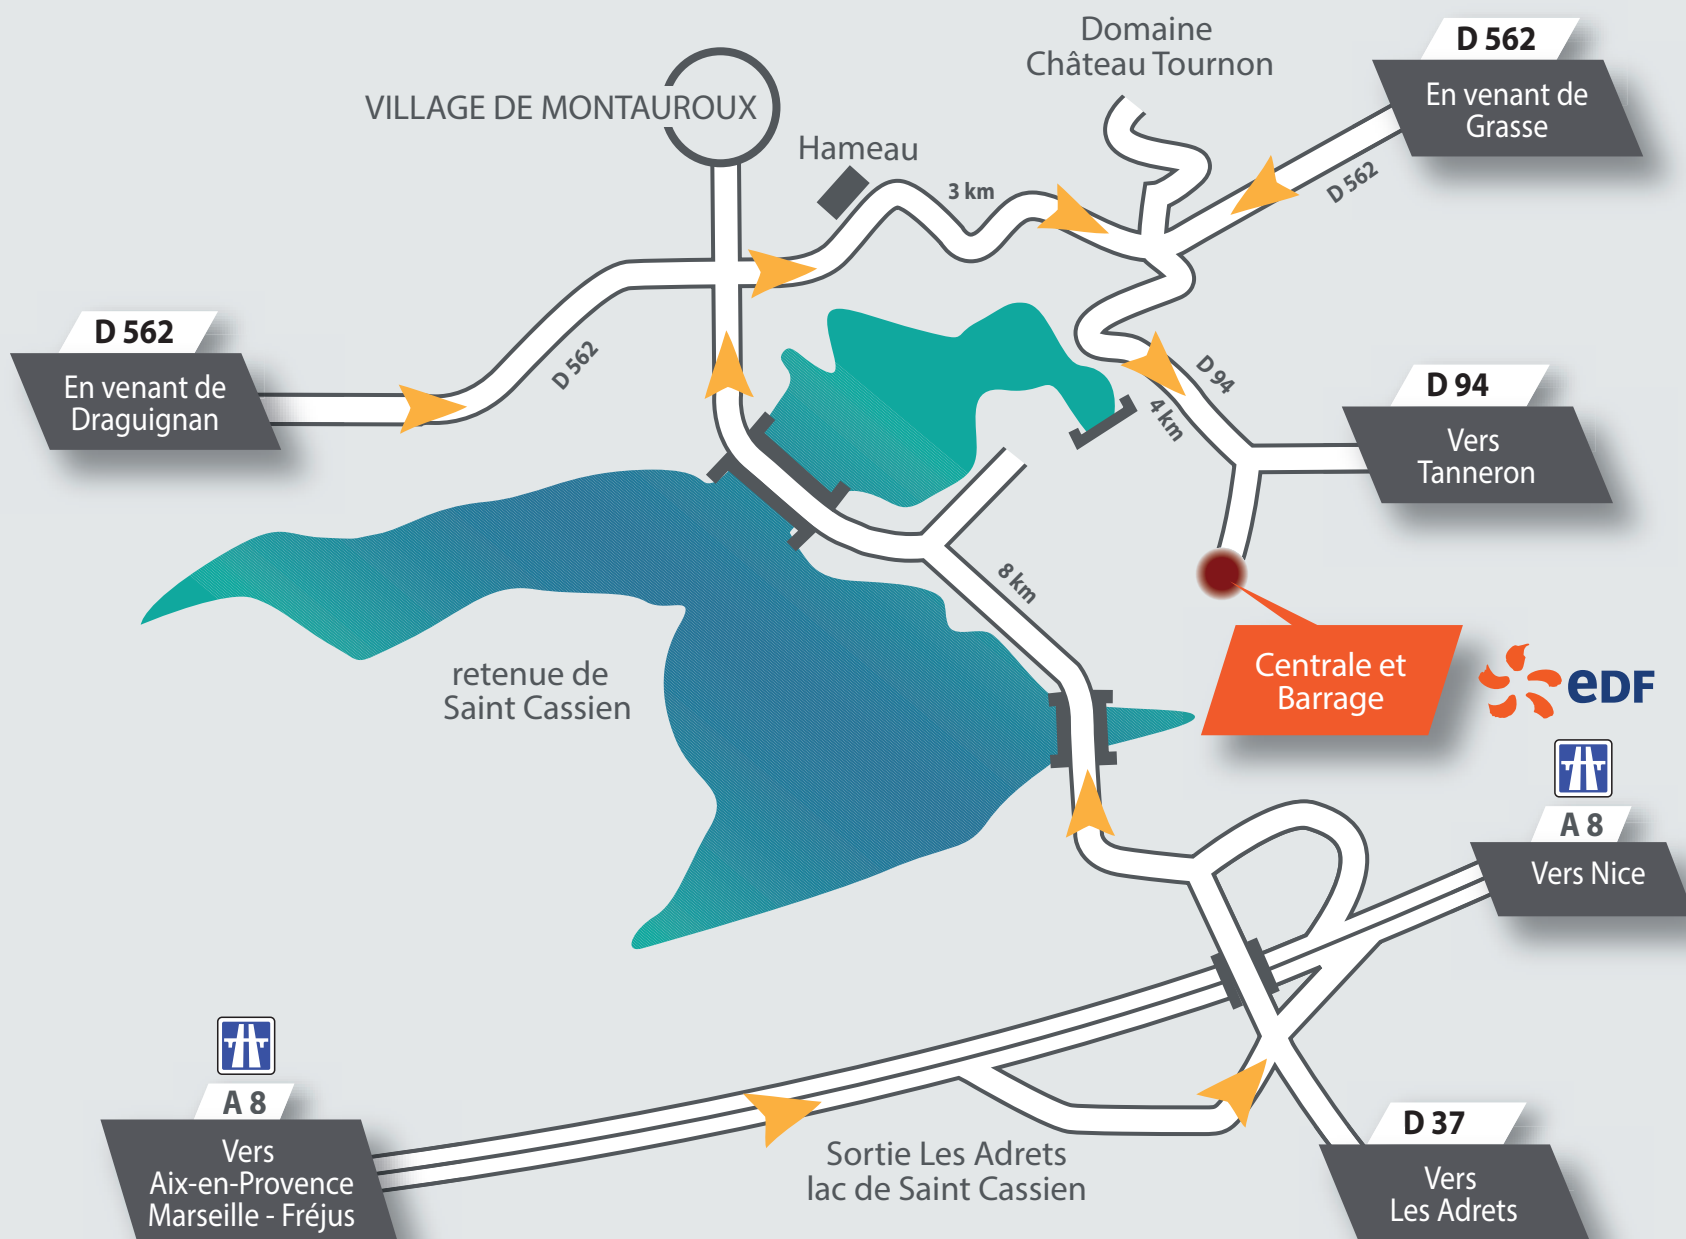 Domaine
Château Tournon
D 562
En venant de
Grasse
VILLAGE DE MONTAUROUX
Hameau
3 km
D 562
D 562
En venant de
Draguignan
D 562
D 94
4 km
D 94
Vers
Tanneron
8 km
retenue de
Saint Cassien
Centrale et
Barrage
eDF
A 8
Vers Nice
A 8
Vers
Aix-en-Provence
Marseille - Fréjus
Sortie Les Adrets
lac de Saint Cassien
D 37
Vers
Les Adrets